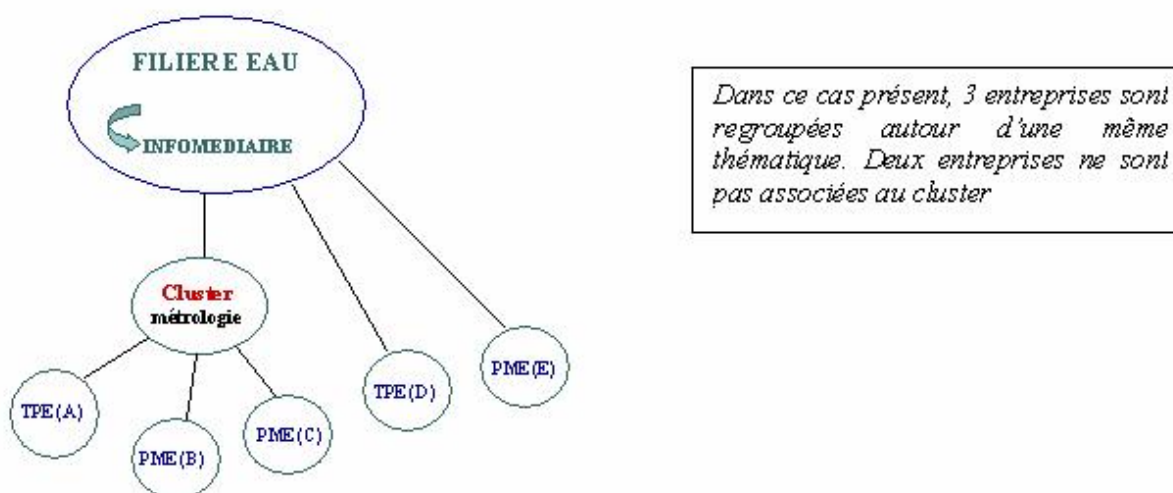 FILIERE EAU
INFOMEDIAIRE
Dans ce cas présent, 3 entreprises sont
regroupées autour d'une même
thématique. Deux entreprises ne sont
pas associées au cluster
Cluster
métrologie
TPE(A)
PME(B)
PME(C)
TPE(D)
PME(E)